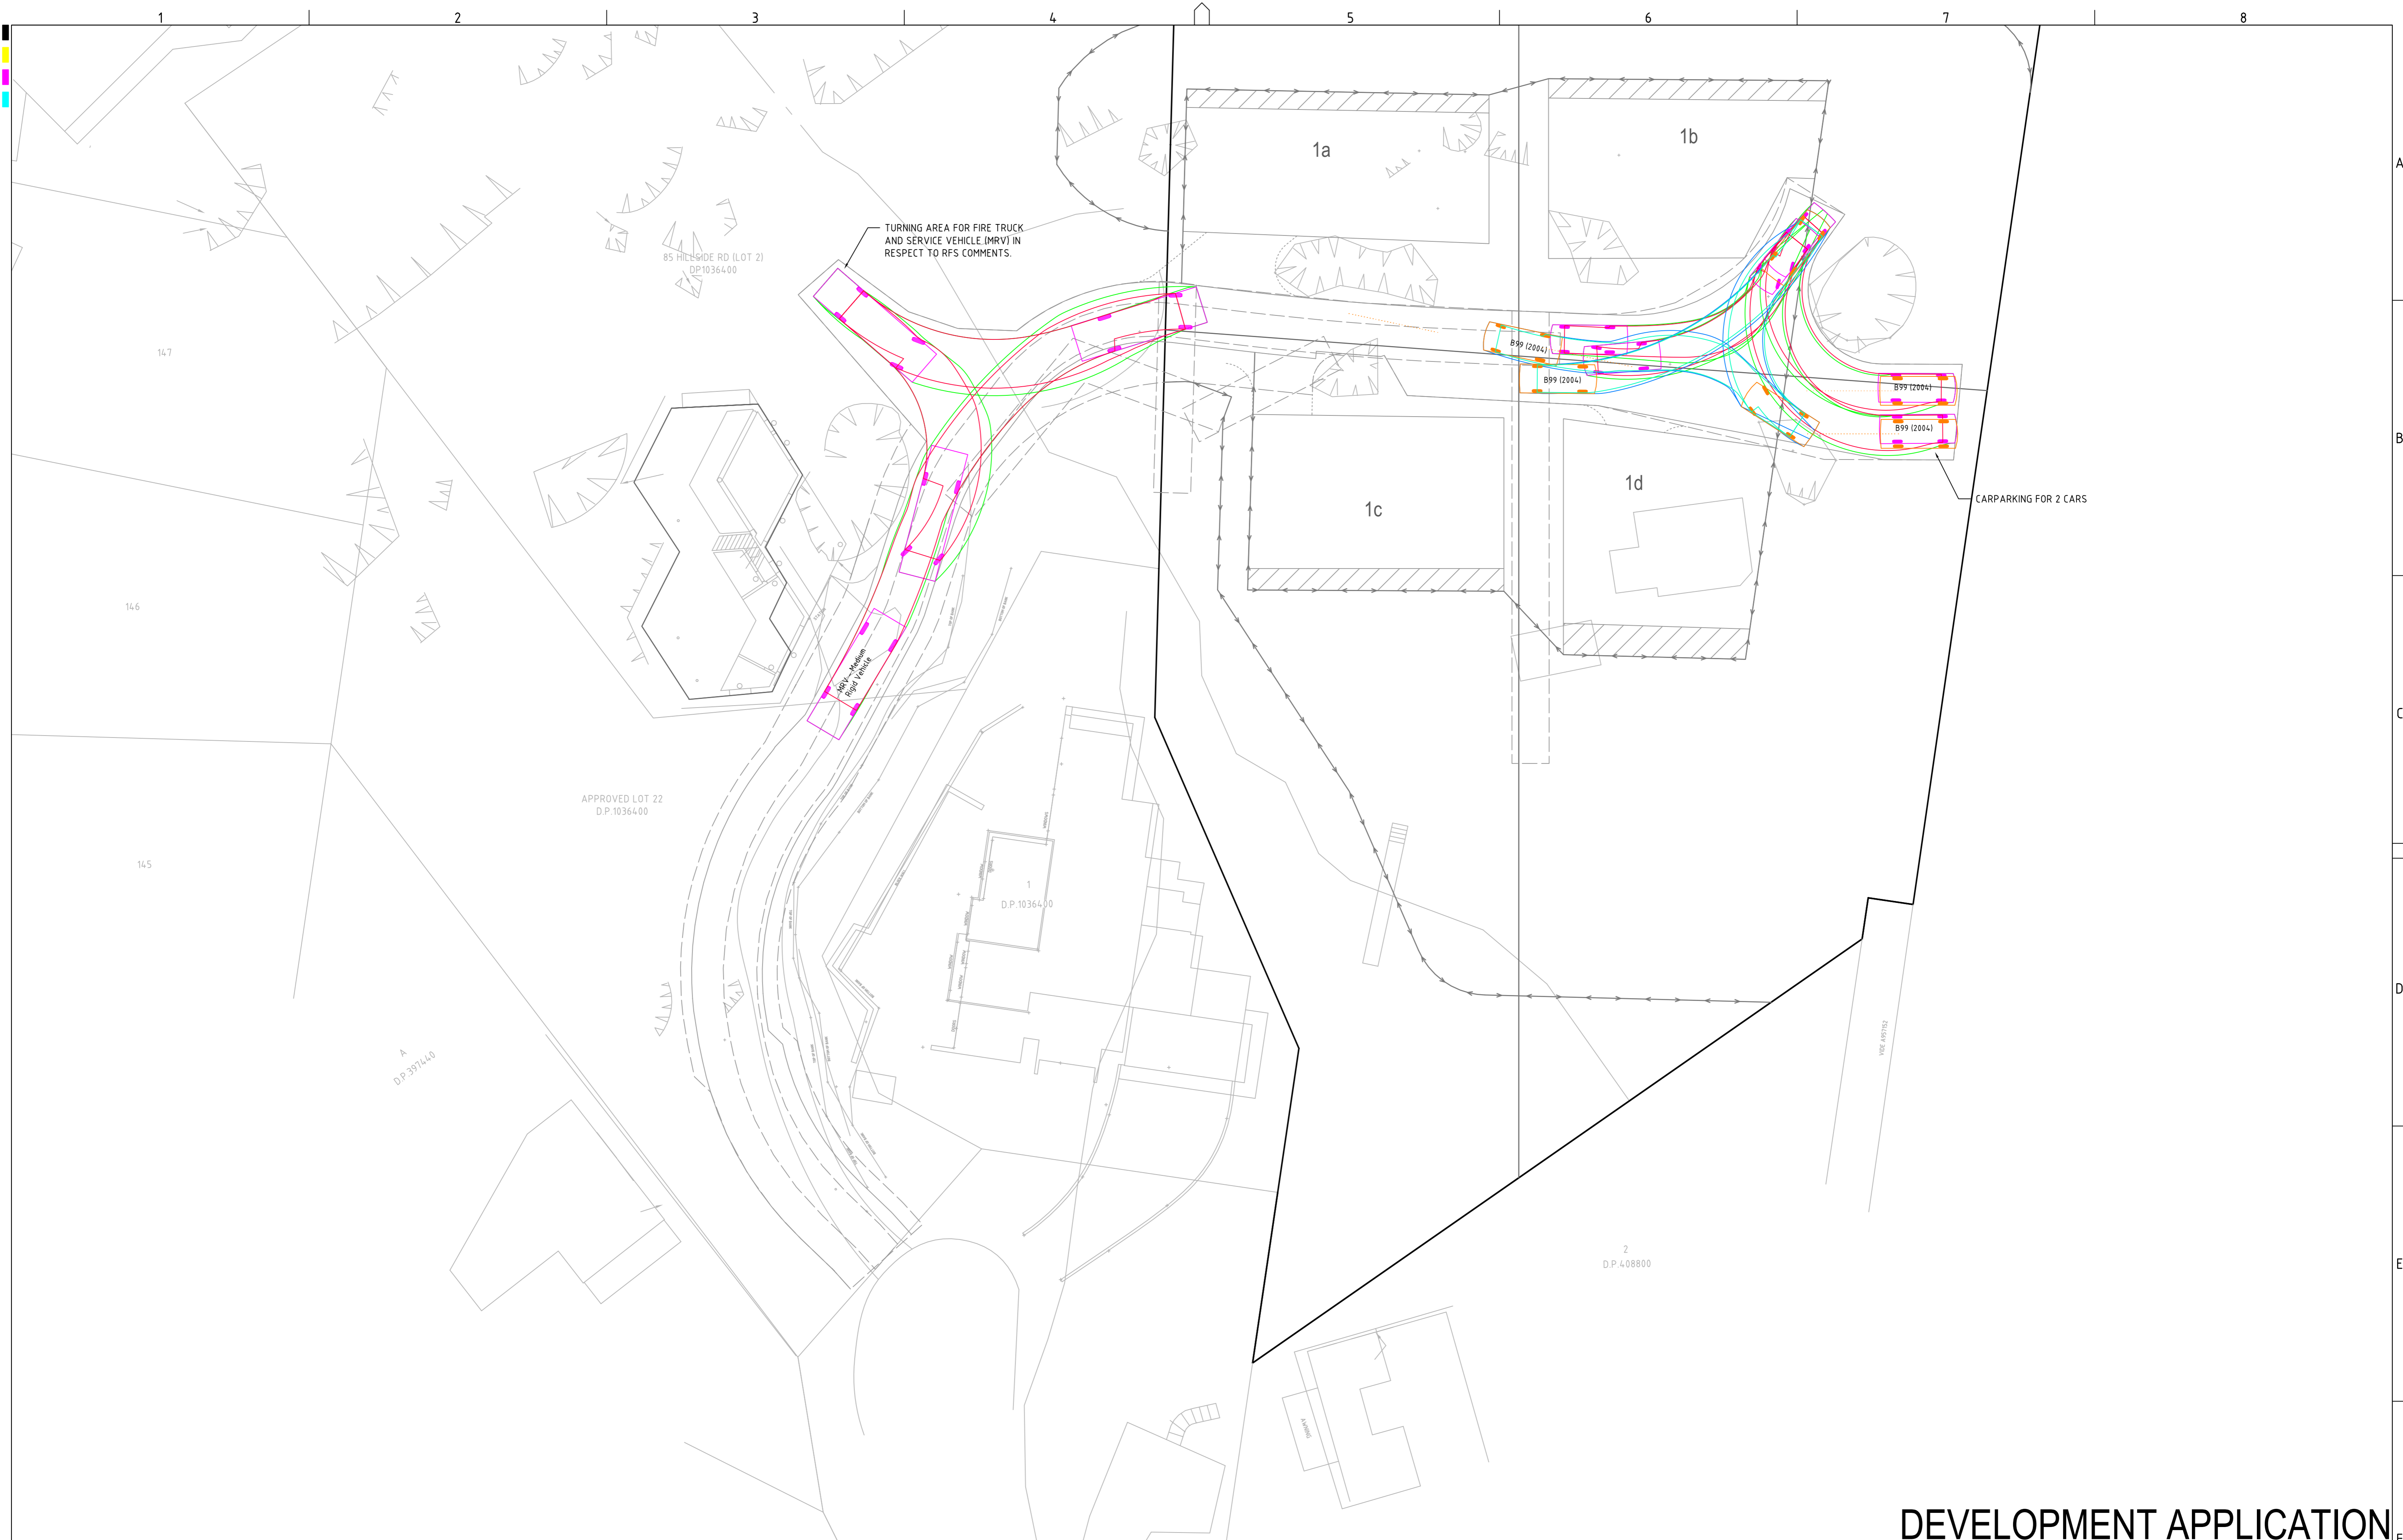 1
2
3
4
5
6
7
8
A
1a
1b
TURNING AREA FOR FIRE TRUCK
AND SERVICE VEHICLE (MRV) IN
RESPECT TO RFS COMMENTS.
85 HILLSIDE RD (LOT 2)
DP1036400
147
B99 (2004)
B99 (2004)
B99 (2004)
B99 (2004)
B
CARPARKING FOR 2 CARS
1c
1d
146
MRV - Medium
Rigid Vehicle
C
APPROVED LOT 22
D.P.1036400
145
1
D.P.1036400
D
VIDE A957152
A
D.P.397440
2
D.P.408800
E
AWNING
DEVELOPMENT APPLICATION